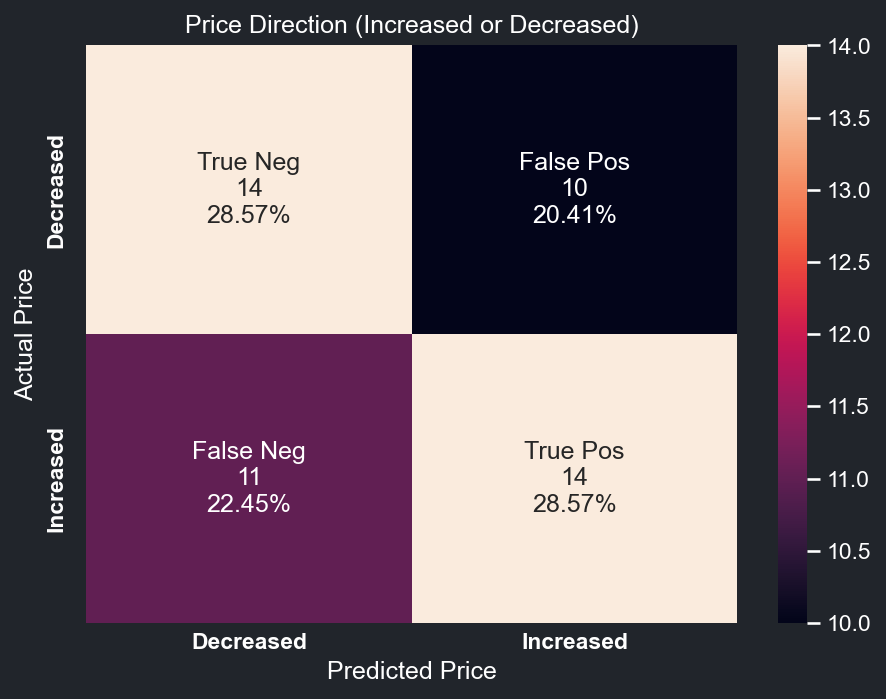 Price Direction (Increased or Decreased)
Actual Price
Decreased
Increased
True Neg
14
28.57%
False Pos
10
20.41%
False Neg
11
22.45%
True Pos
14
28.57%
Decreased
Increased
Predicted Price
14.0
13.5
13.0
12.5
12.0
11.5
11.0
10.5
10.0